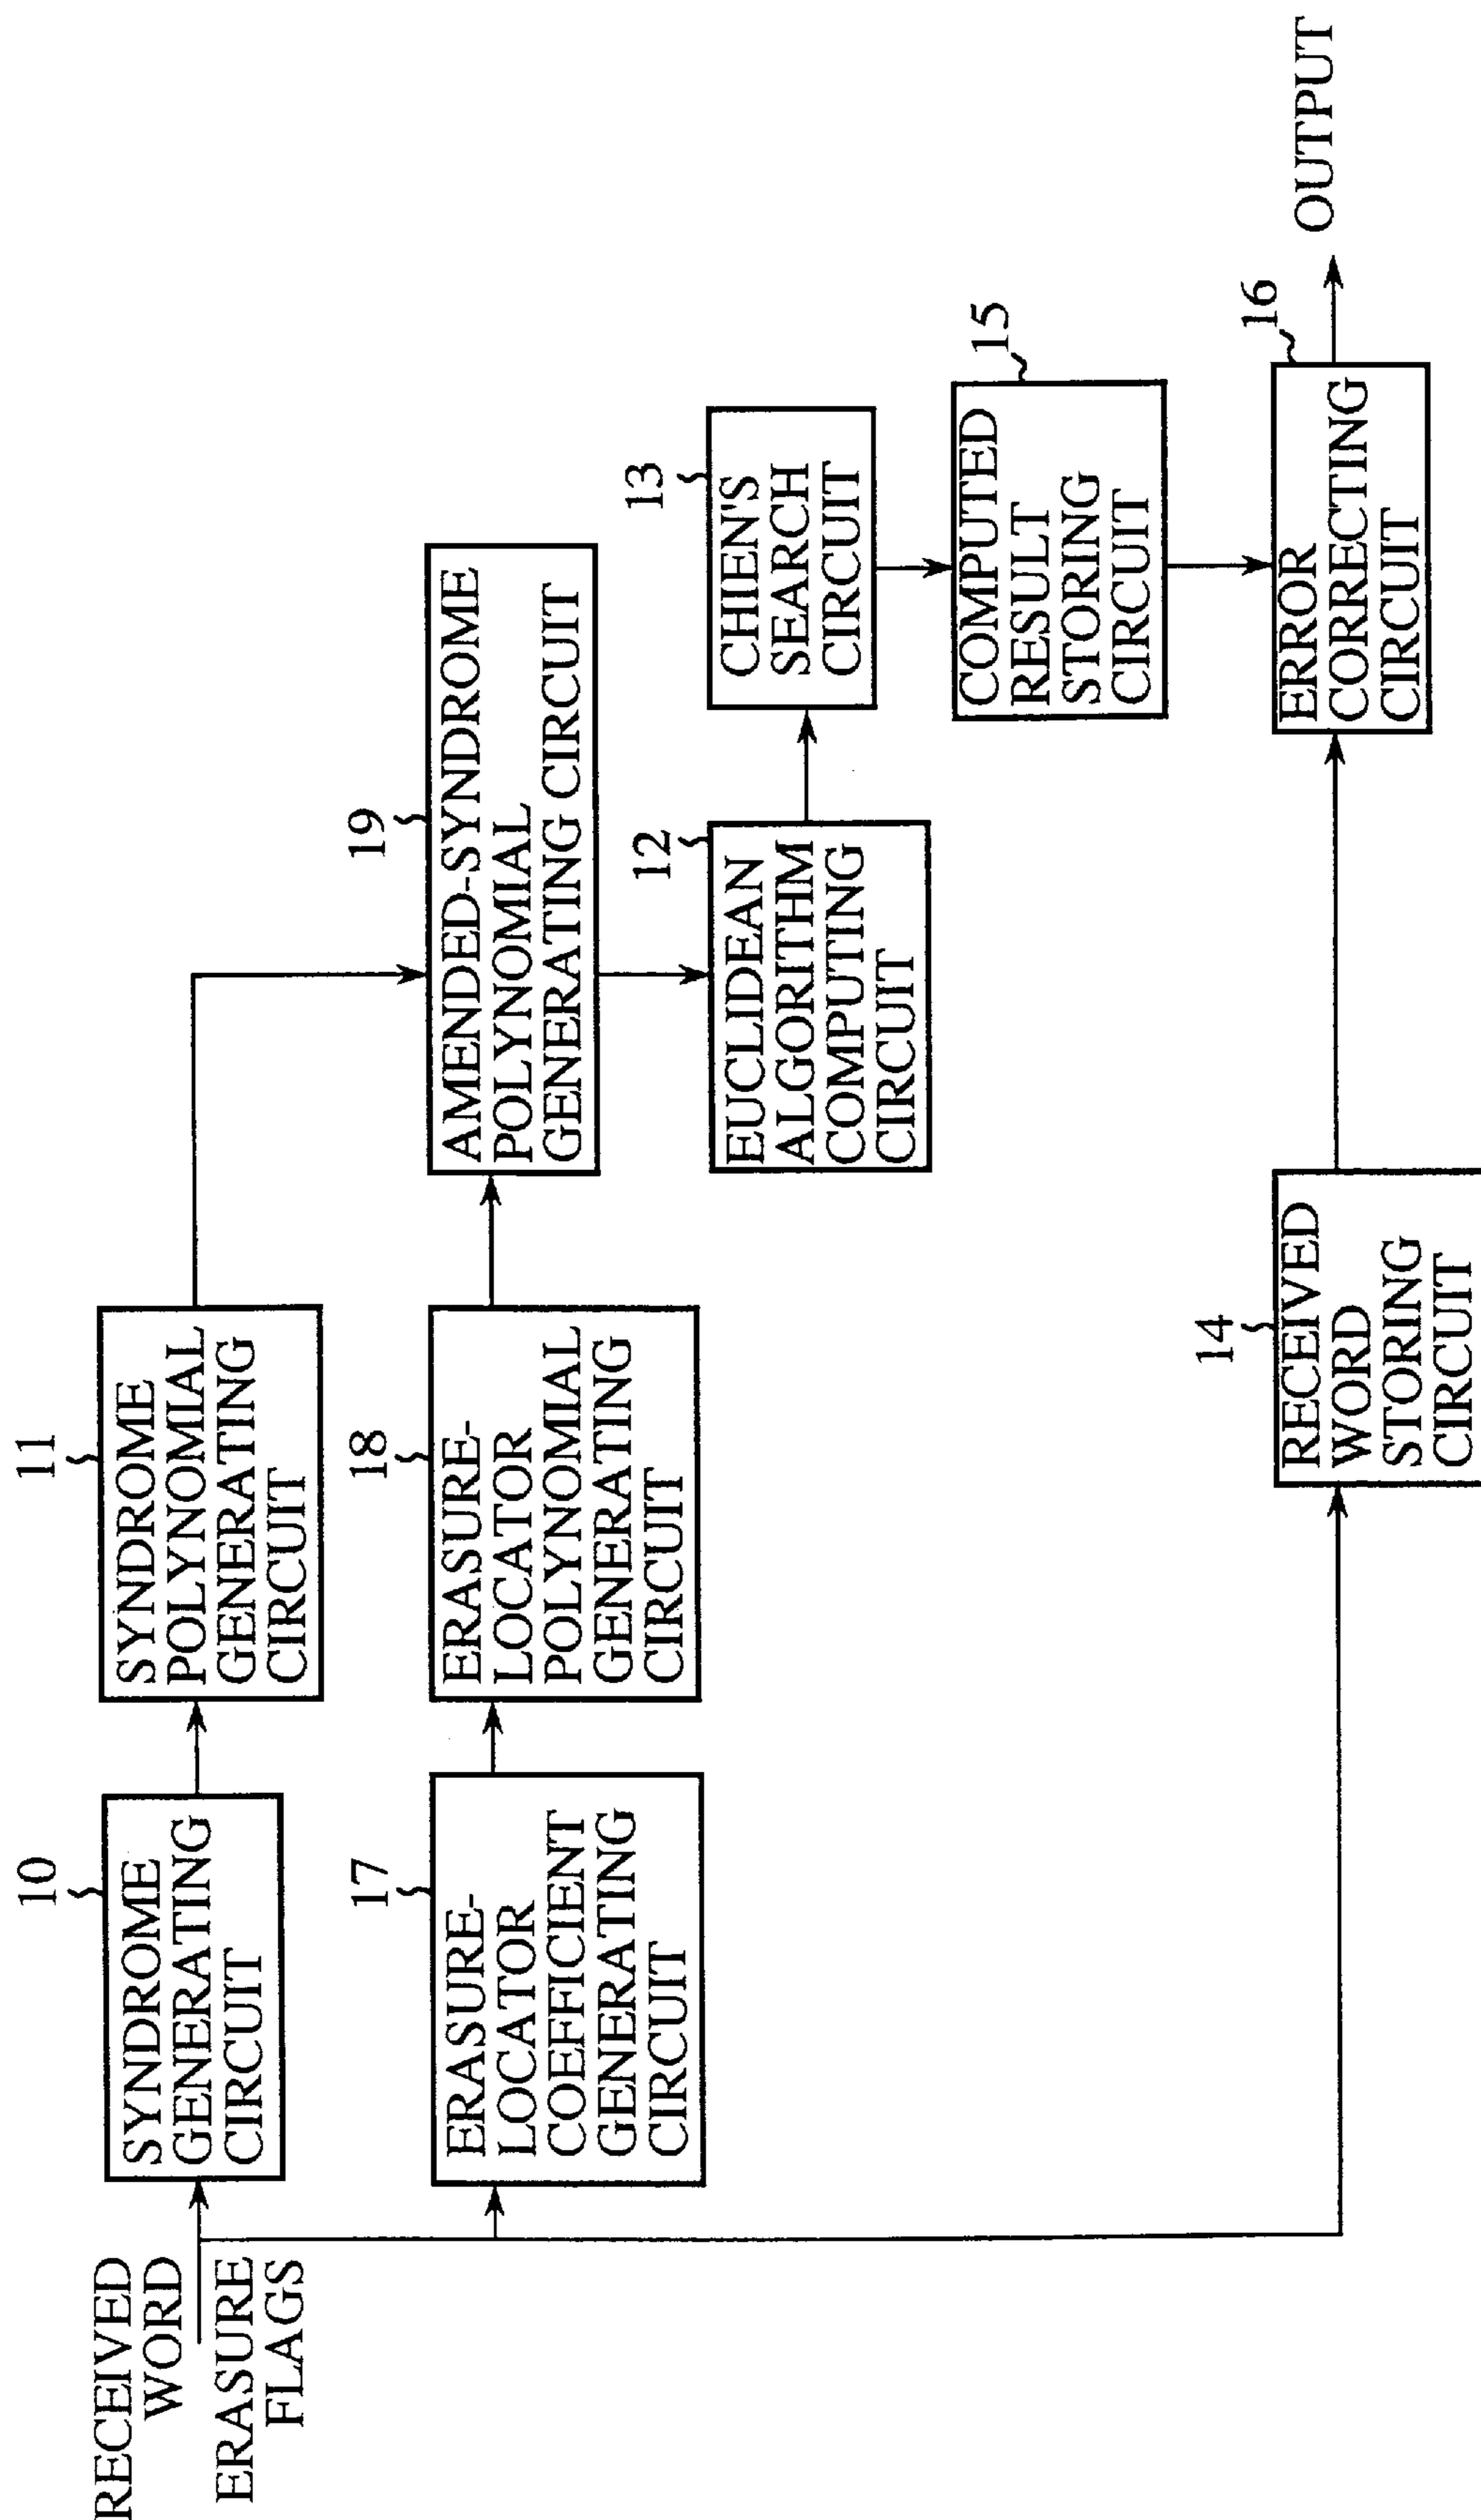 RECEIVED
WORD
ERASURE
FLAGS
10
SYNDROME
GENERATING
CIRCUIT
11
SYNDROME
POLYNOMIAL
GENERATING
CIRCUIT
17
ERASURE-
LOCATOR
COEFFICIENT
GENERATING
CIRCUIT
18
ERASURE-
LOCATOR
POLYNOMIAL
GENERATING
CIRCUIT
19
AMENDED-SYNDROME
POLYNOMIAL
GENERATING CIRCUIT
12
EUCLIDEAN
ALGORITHM
COMPUTING
CIRCUIT
13
CHIEN'S
SEARCH
CIRCUIT
15
COMPUTED
RESULT
STORING
CIRCUIT
14
RECEIVED
WORD
STORING
CIRCUIT
16
ERROR
CORRECTING
CIRCUIT
OUTPUT